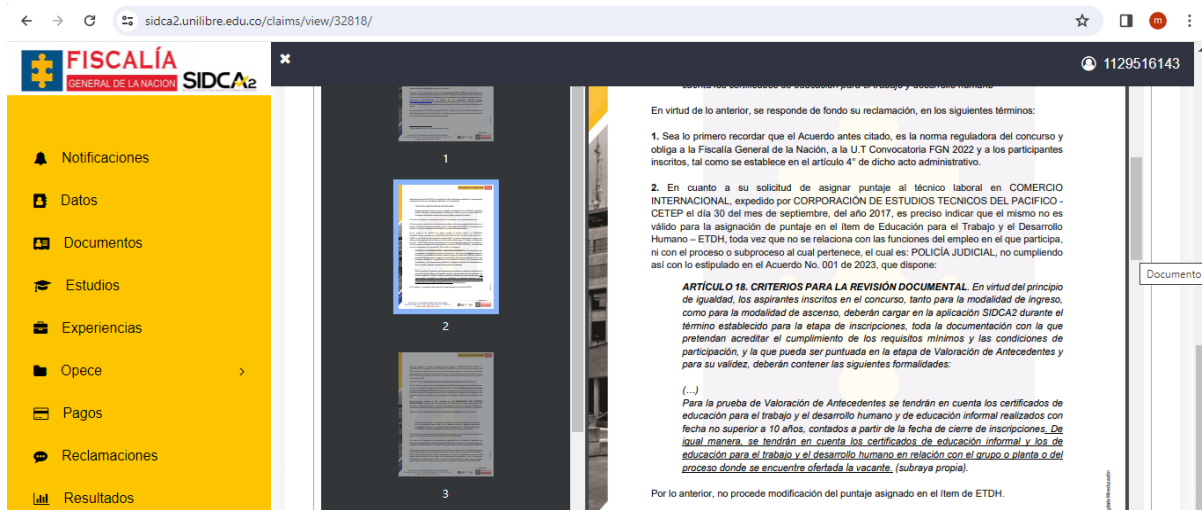 sidca2.unilibre.edu.co/claims/view/32818/
m
FISCALÍA
GENERAL DE LA NACION
SIDCA2
1129516143
Notificaciones
Datos
Documentos
Estudios
Experiencias
Opece
Pagos
Reclamaciones
Resultados
1
2
3
cuenta los certificados de educación para el trabajo y desarrollo humano
En virtud de lo anterior, se responde de fondo su reclamación, en los siguientes términos:
1. Sea lo primero recordar que el Acuerdo antes citado, es la norma reguladora del concurso y
obliga a la Fiscalía General de la Nación, a la U.T Convocatoria FGN 2022 y a los participantes
inscritos, tal como se establece en el artículo 4° de dicho acto administrativo.
2. En cuanto a su solicitud de asignar puntaje al técnico laboral en COMERCIO
INTERNACIONAL, expedido por CORPORACIÓN DE ESTUDIOS TECNICOS DEL PACIFICO -
CETEP el día 30 del mes de septiembre, del año 2017, es preciso indicar que el mismo no es
válido para la asignación de puntaje en el ítem de Educación para el Trabajo y el Desarrollo
Humano – ETDH, toda vez que no se relaciona con las funciones del empleo en el que participa,
ni con el proceso o subproceso al cual pertenece, el cual es: POLICÍA JUDICIAL, no cumpliendo
así con lo estipulado en el Acuerdo No. 001 de 2023, que dispone:
ARTÍCULO 18. CRITERIOS PARA LA REVISIÓN DOCUMENTAL. En virtud del principio
de igualdad, los aspirantes inscritos en el concurso, tanto para la modalidad de ingreso,
como para la modalidad de ascenso, deberán cargar en la aplicación SIDCA2 durante el
término establecido para la etapa de inscripciones, toda la documentación con la que
pretendan acreditar el cumplimiento de los requisitos mínimos y las condiciones de
participación, y la que pueda ser puntuada en la etapa de Valoración de Antecedentes y
para su validez, deberán contener las siguientes formalidades:
(…)
Para la prueba de Valoración de Antecedentes se tendrán en cuenta los certificados de
educación para el trabajo y el desarrollo humano y de educación informal realizados con
fecha no superior a 10 años, contados a partir de la fecha de cierre de inscripciones. De
igual manera, se tendrán en cuenta los certificados de educación informal y los de
educación para el trabajo y el desarrollo humano en relación con el grupo o planta o del
proceso donde se encuentre ofertada la vacante. (subraya propia).
Por lo anterior, no procede modificación del puntaje asignado en el ítem de ETDH.
Documento